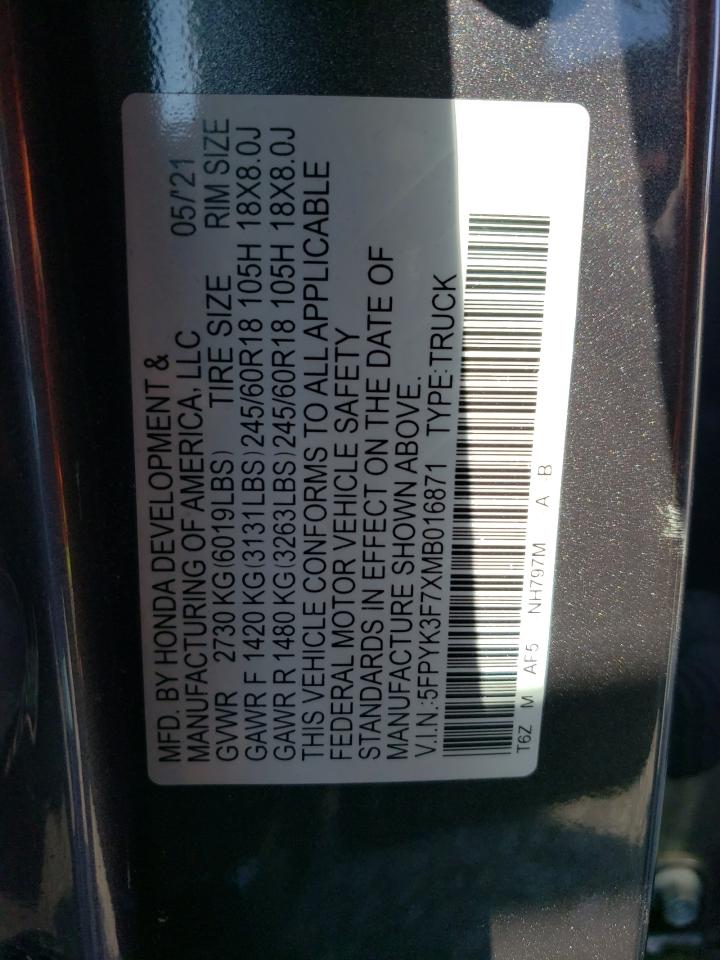 MFD. BY HONDA DEVELOPMENT &
MANUFACTURING OF AMERICA, LLC 05/'21
GVWR 2730 KG(6019LBS) TIRE SIZE RIM SIZE
GAWR F 1420 KG(3131LBS) 245/60R18 105H 18X8.0J
GAWR R 1480 KG(3263LBS) 245/60R18 105H 18X8.0J
THIS VEHICLE CONFORMS TO ALL APPLICABLE
FEDERAL MOTOR VEHICLE SAFETY
STANDARDS IN EFFECT ON THE DATE OF
MANUFACTURE SHOWN ABOVE.
V.I.N.:5FPYK3F7XMB016871 TYPE:TRUCK
T6Z M AF5 NH797M A B